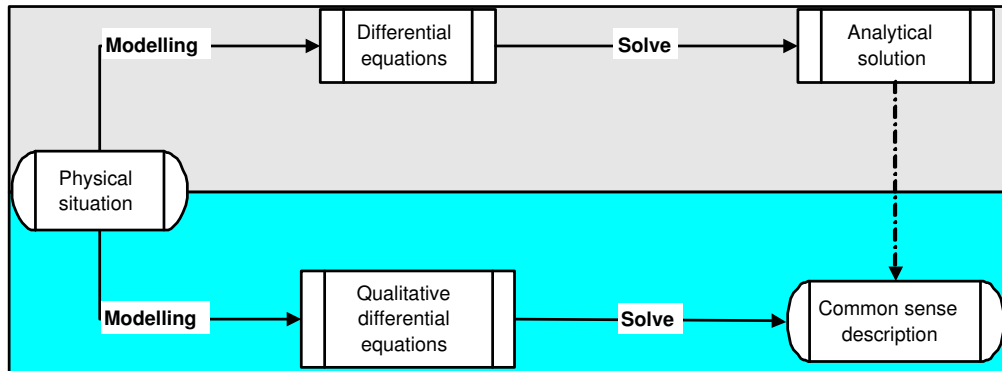 Modelling
Differential
equations
Solve
Analytical
solution
Physical
situation
Modelling
Qualitative
differential
equations
Solve
Common sense
description